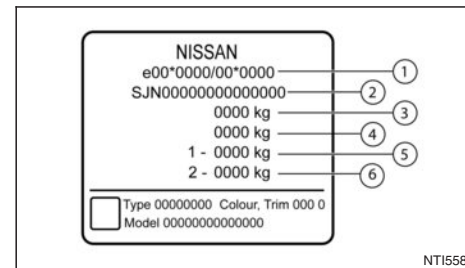 NISSAN
e00*0000/00*0000 1
SJN00000000000000 2
0000 kg 3
0000 kg 4
1 - 0000 kg 5
2 - 0000 kg 6
Type 00000000 Colour, Trim 000 0
Model 00000000000000
NTI558